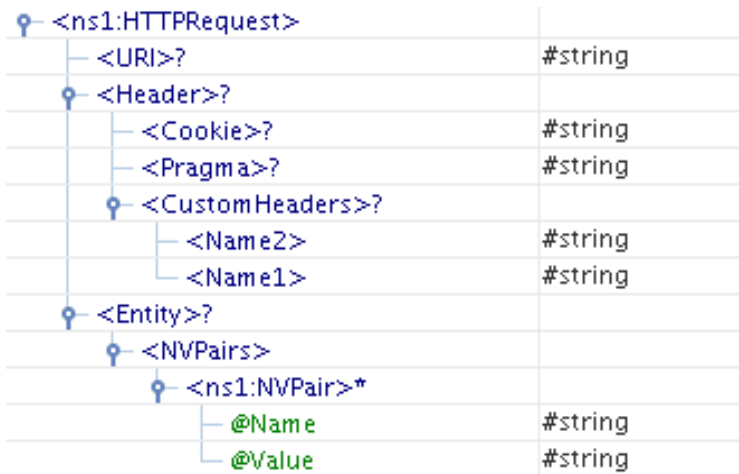 <ns1:HTTPRequest>
<URI>? #string
<Header>?
<Cookie>? #string
<Pragma>? #string
<CustomHeaders>?
<Name2> #string
<Name1> #string
<Entity>?
<NVPairs>
<ns1:NVPair>*
@Name #string
@Value #string